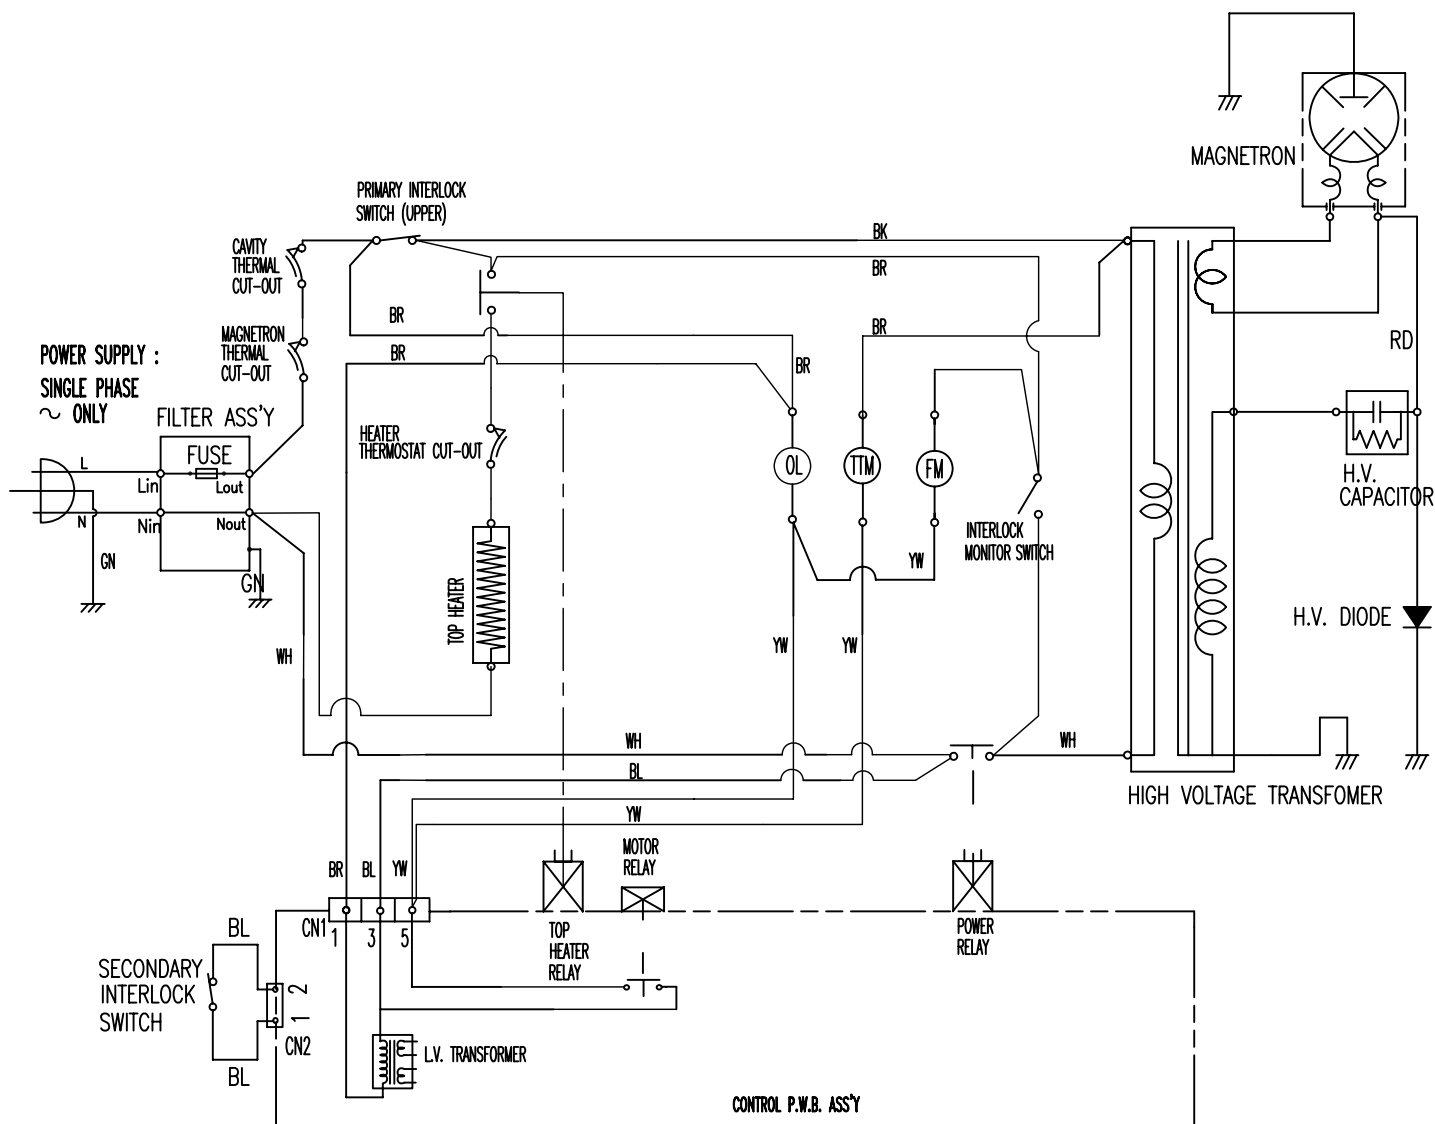 MAGNETRON
PRIMARY INTERLOCK
SWITCH (UPPER)
BK
CAVITY
THERMAL
CUT-OUT
BR
BR
BR
MAGNETRON
THERMAL
CUT-OUT
RD
POWER SUPPLY :
SINGLE PHASE
~ ONLY
BR
BR
FILTER ASS'Y
HEATER
THERMOSTAT CUT-OUT
FUSE
L
Lin
Lout
OL
TTM
FM
H.V.
CAPACITOR
N
Nin
Nout
INTERLOCK
MONITOR SWITCH
GN
YW
GN
TOP HEATER
H.V. DIODE
WH
YW
YW
WH
WH
BL
HIGH VOLTAGE TRANSFOMER
YW
MOTOR
RELAY
BR
BL
YW
CN1
1
3
5
TOP
HEATER
RELAY
POWER
RELAY
BL
SECONDARY
INTERLOCK
SWITCH
2
1
CN2
L.V. TRANSFORMER
BL
CONTROL P.W.B. ASS'Y